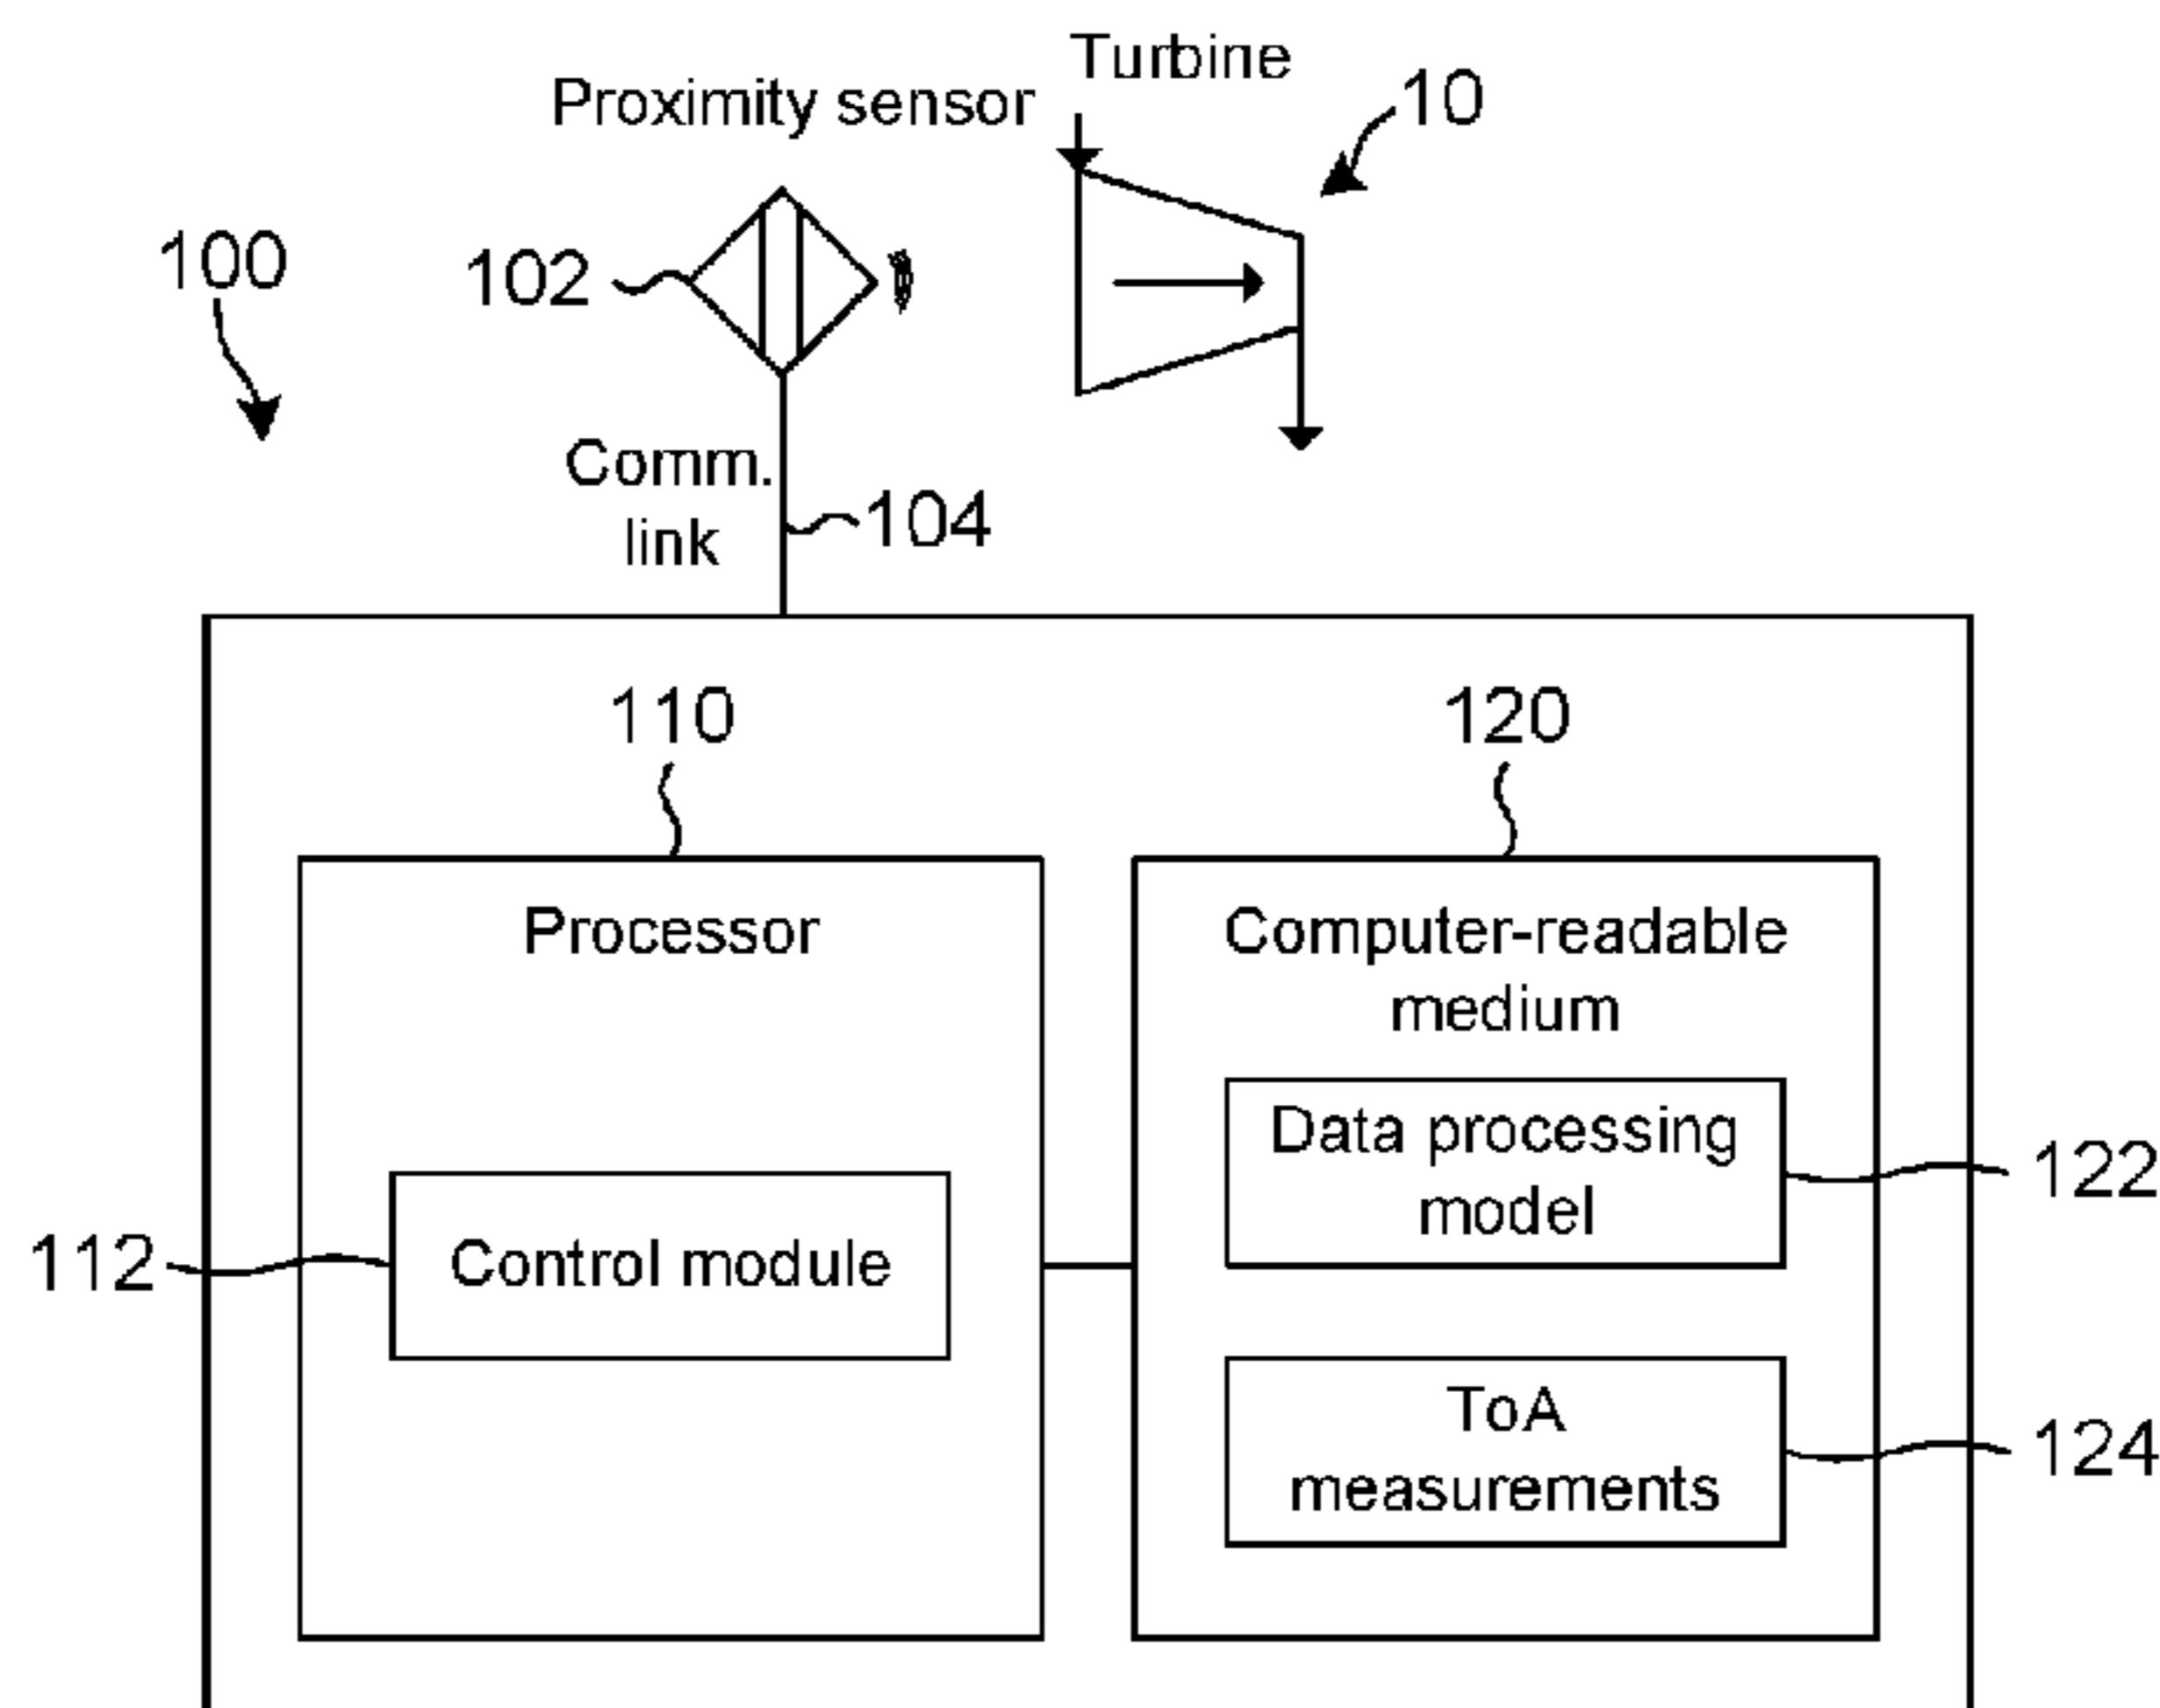 Turbine
Proximity sensor
10
100
102
Comm.
link
104
110
120
Processor
Computer-readable
medium
Data processing
model
122
112
Control module
ToA
measurements
124